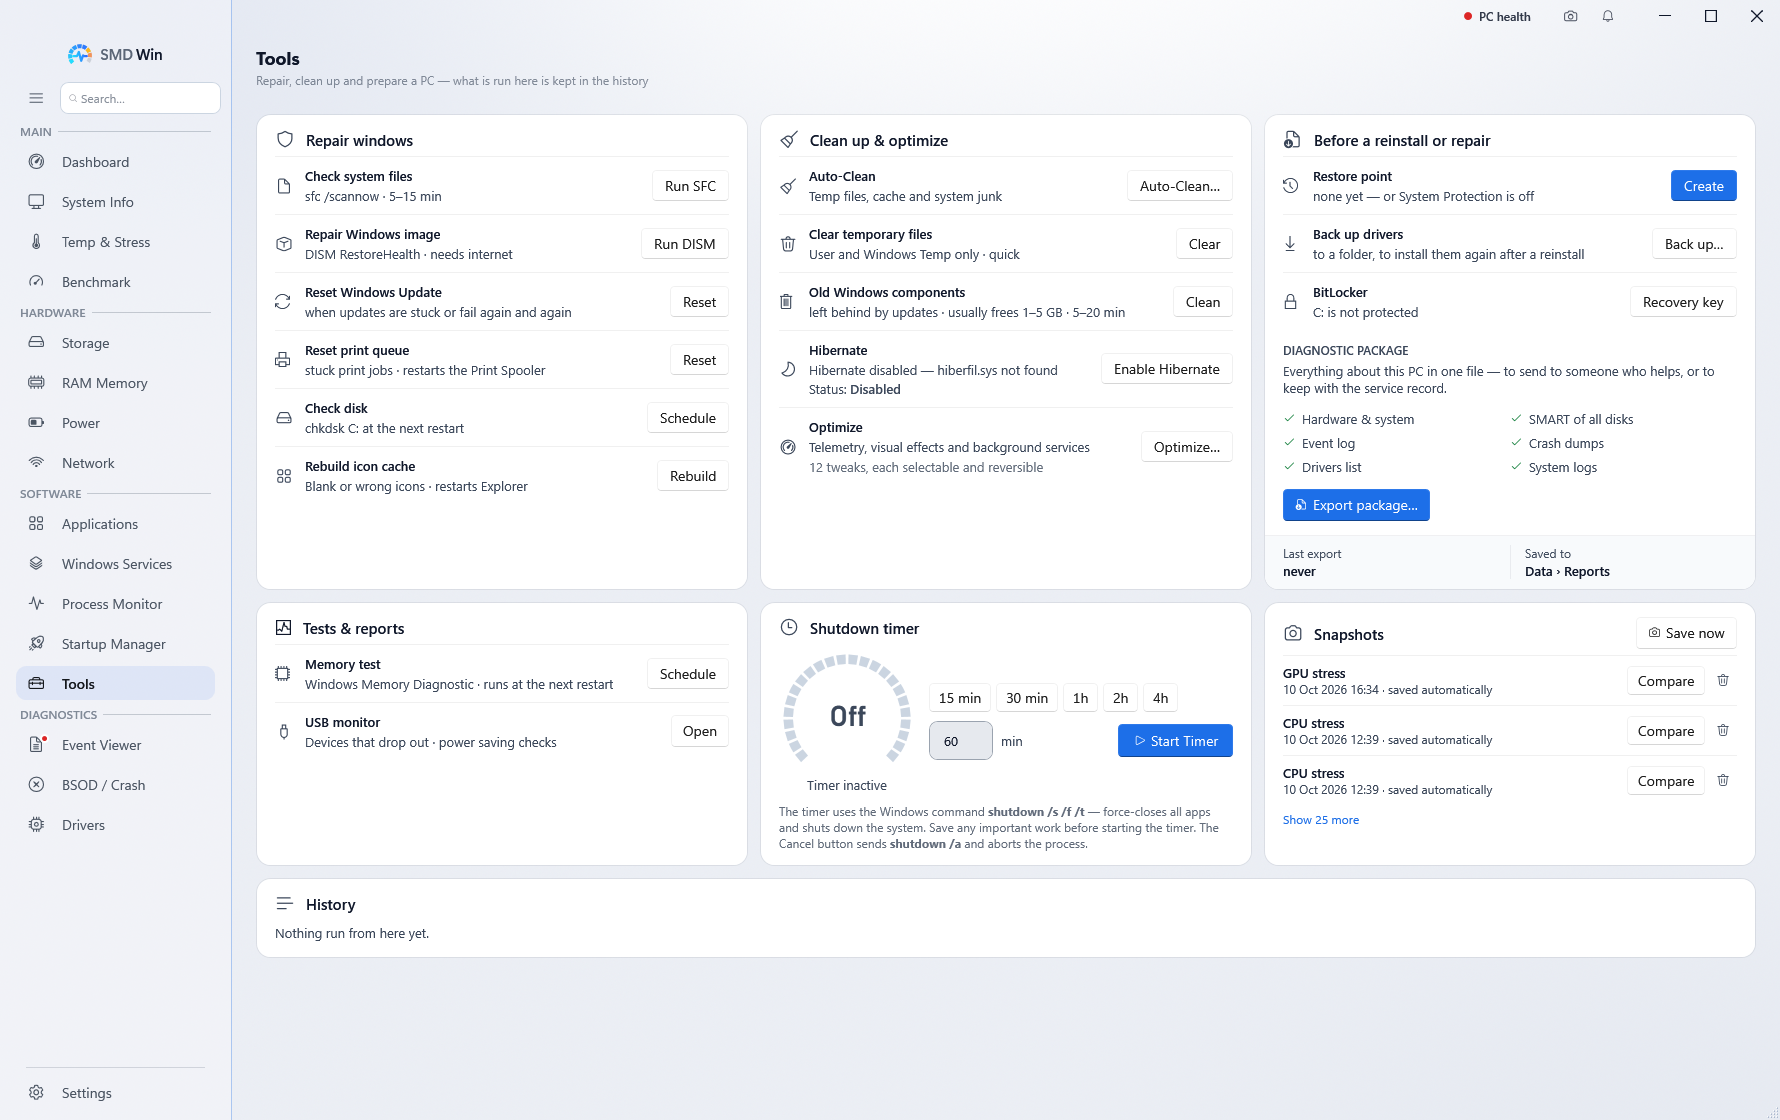 PC health
SMD Win
Search...
MAIN
Dashboard
System Info
Temp & Stress
Benchmark
HARDWARE
Storage
RAM Memory
Power
Network
SOFTWARE
Applications
Windows Services
Process Monitor
Startup Manager
Tools
DIAGNOSTICS
Event Viewer
BSOD / Crash
Drivers
Settings
Tools
Repair, clean up and prepare a PC — what is run here is kept in the history
Repair windows
Check system files
sfc /scannow · 5–15 min
Run SFC
Repair Windows image
DISM RestoreHealth · needs internet
Run DISM
Reset Windows Update
when updates are stuck or fail again and again
Reset
Reset print queue
stuck print jobs · restarts the Print Spooler
Reset
Check disk
chkdsk C: at the next restart
Schedule
Rebuild icon cache
Blank or wrong icons · restarts Explorer
Rebuild
Clean up & optimize
Auto-Clean
Temp files, cache and system junk
Auto-Clean...
Clear temporary files
User and Windows Temp only · quick
Clear
Old Windows components
left behind by updates · usually frees 1–5 GB · 5–20 min
Clean
Hibernate
Hibernate disabled — hiberfil.sys not found
Status: Disabled
Enable Hibernate
Optimize
Telemetry, visual effects and background services
12 tweaks, each selectable and reversible
Optimize...
Before a reinstall or repair
Restore point
none yet — or System Protection is off
Create
Back up drivers
to a folder, to install them again after a reinstall
Back up...
BitLocker
C: is not protected
Recovery key
DIAGNOSTIC PACKAGE
Everything about this PC in one file — to send to someone who helps, or to
keep with the service record.
Hardware & system
SMART of all disks
Event log
Crash dumps
Drivers list
System logs
Export package...
Last export
never
Saved to
Data › Reports
Tests & reports
Memory test
Windows Memory Diagnostic · runs at the next restart
Schedule
USB monitor
Devices that drop out · power saving checks
Open
Shutdown timer
Off
Timer inactive
15 min
30 min
1h
2h
4h
60
min
Start Timer
The timer uses the Windows command shutdown /s /f /t — force-closes all apps
and shuts down the system. Save any important work before starting the timer. The
Cancel button sends shutdown /a and aborts the process.
Snapshots
Save now
GPU stress
10 Oct 2026 16:34 · saved automatically
Compare
CPU stress
10 Oct 2026 12:39 · saved automatically
Compare
CPU stress
10 Oct 2026 12:39 · saved automatically
Compare
Show 25 more
History
Nothing run from here yet.